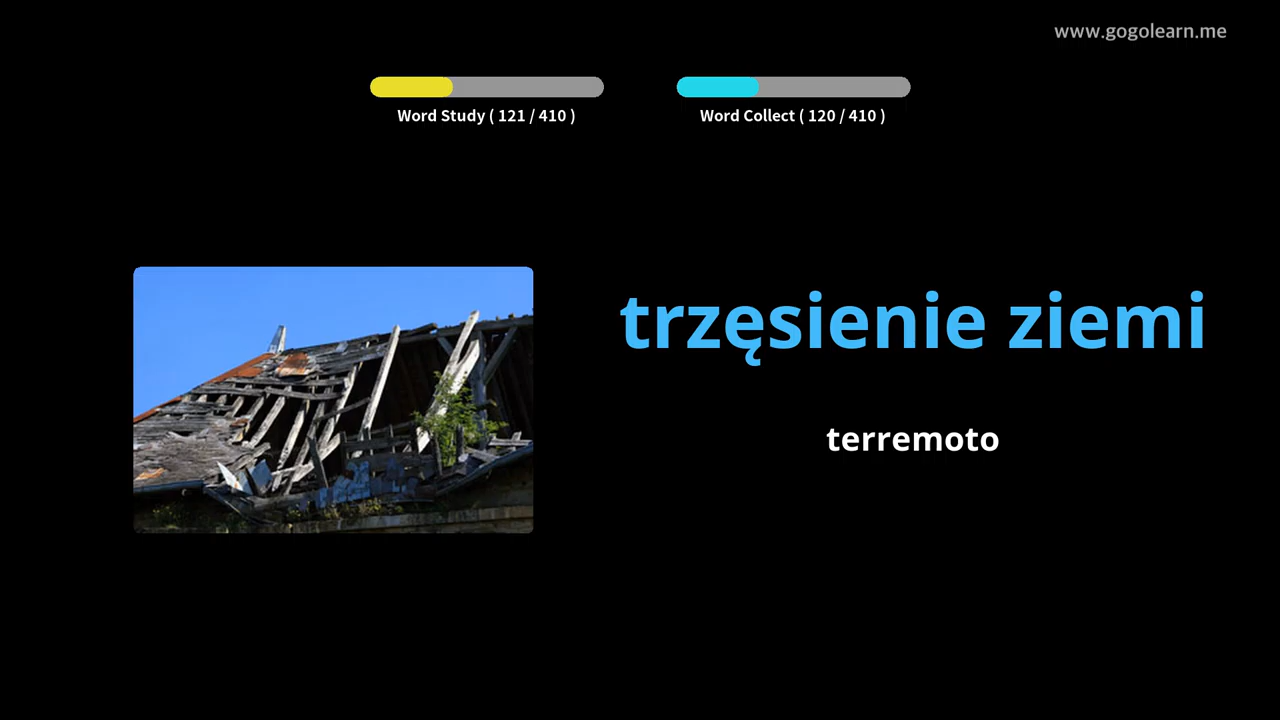 www.gogolearn.me
Word Study ( 121 / 410 )
Word Collect ( 120 / 410 )
trzęsienie ziemi
terremoto